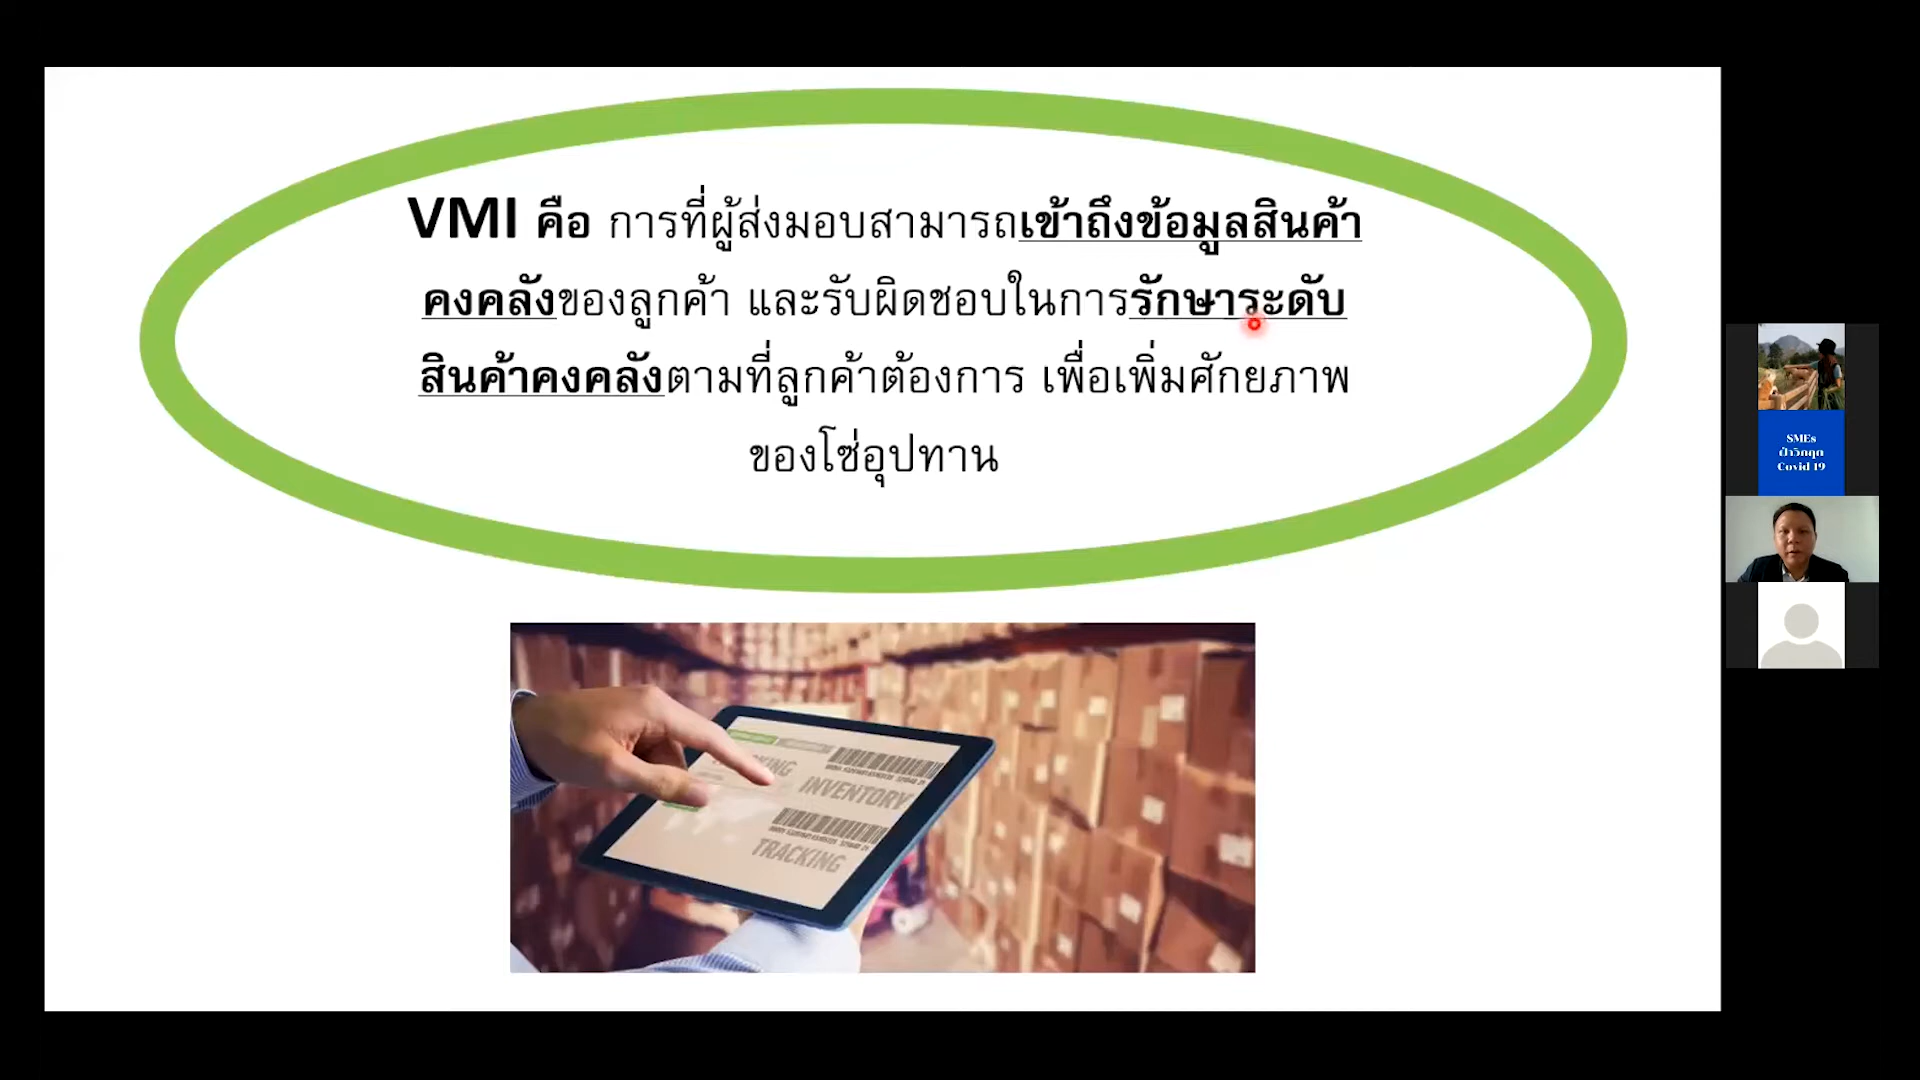 VMI คือ การที่ผู้ส่งมอบสามารถเข้าถึงข้อมูลสินค้า
คงคลังของลูกค้า และรับผิดชอบในการรักษาระดับ
สินค้าคงคลังตามที่ลูกค้าต้องการ เพื่อเพิ่มศักยภาพ
ของโซ่อุปทาน
INVENTORY
TRACKING
SMEs
ฝ่าวิกฤต
Covid 19